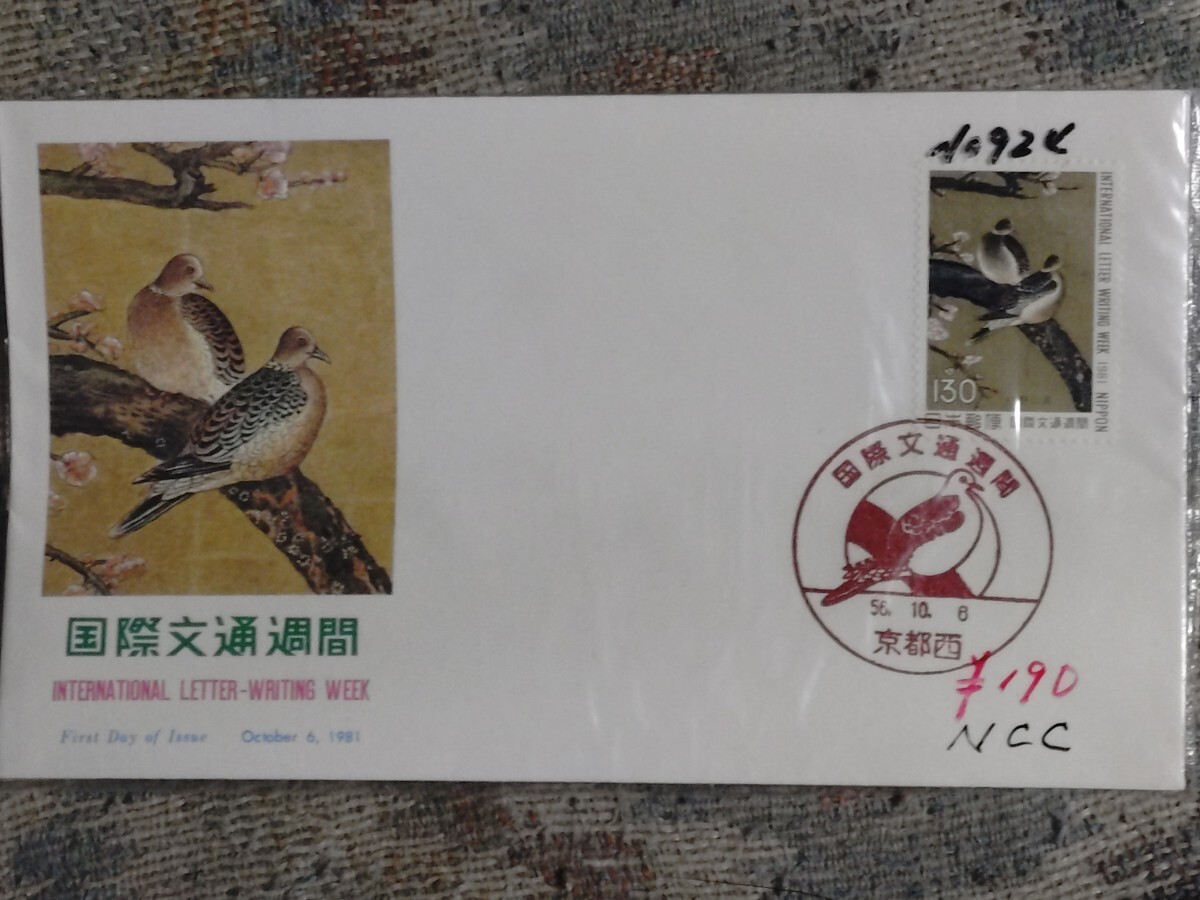 No924
INTERNATIONAL LETTER WRITING WEEK 1981 NIPPON
130
日本郵便 国際文通週間
国際文通週間
56. 10. 6
京都西
¥190
NCC
国際文通週間
INTERNATIONAL LETTER-WRITING WEEK
First Day of Issue October 6, 1981